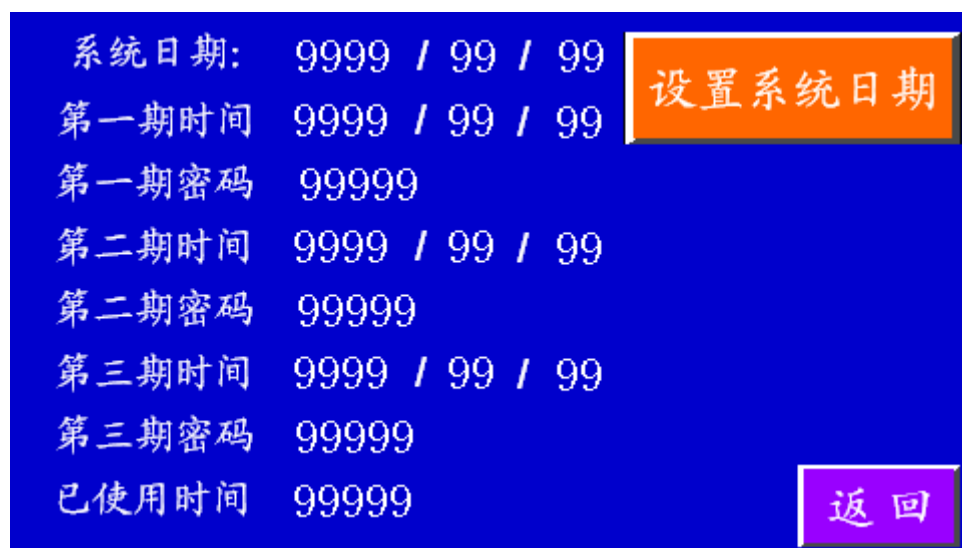 系统日期: 9999 / 99 / 99
设置系统日期
第一期时间 9999 / 99 / 99
第一期密码 99999
第二期时间 9999 / 99 / 99
第二期密码 99999
第三期时间 9999 / 99 / 99
第三期密码 99999
已使用时间 99999
返回